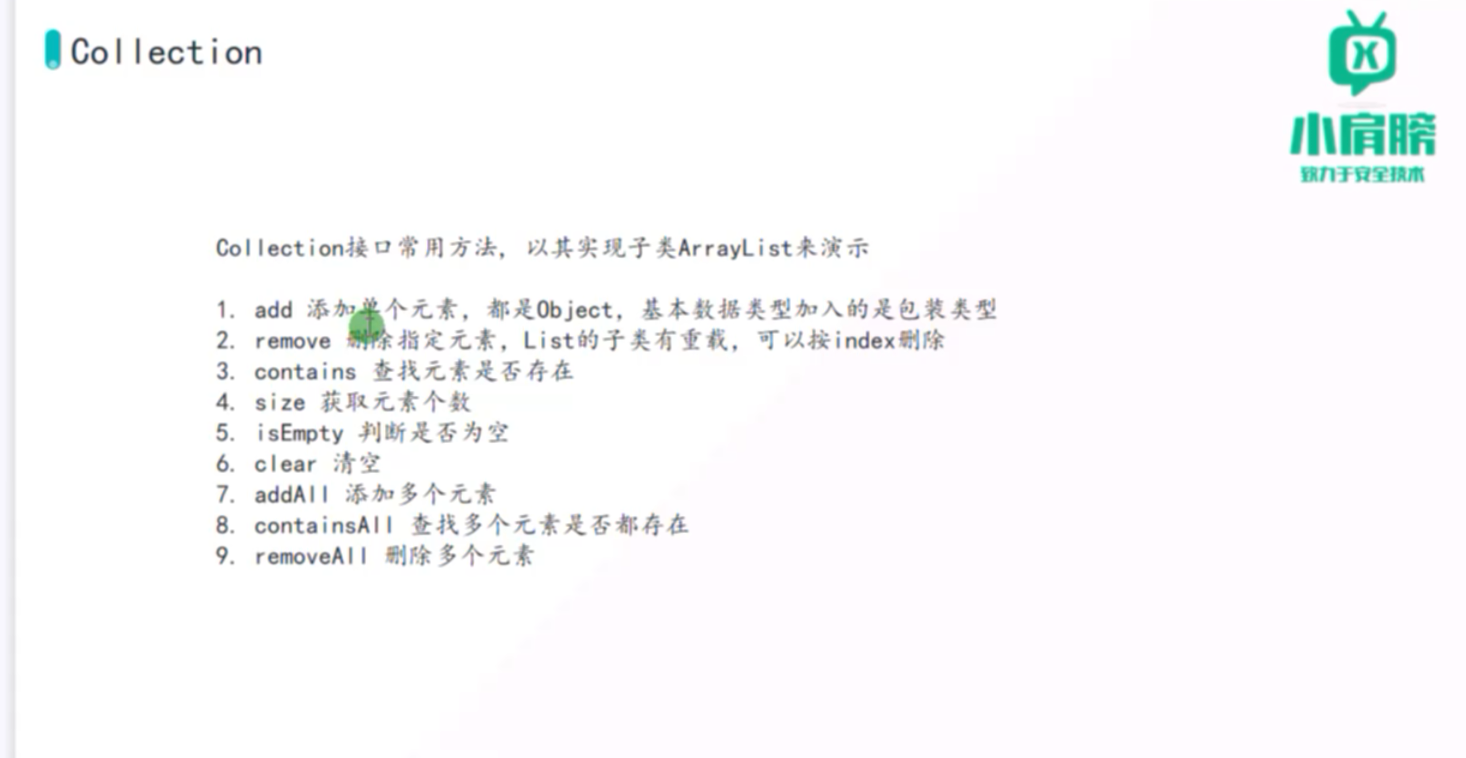 Collection
小肩膀
致力于安全技术
Collection接口常用方法，以其实现子类ArrayList来演示
1. add 添加单个元素，都是Object，基本数据类型加入的是包装类型
2. remove 删除指定元素，List的子类有重载，可以按index删除
3. contains 查找元素是否存在
4. size 获取元素个数
5. isEmpty 判断是否为空
6. clear 清空
7. addAll 添加多个元素
8. containsAll 查找多个元素是否都存在
9. removeAll 删除多个元素